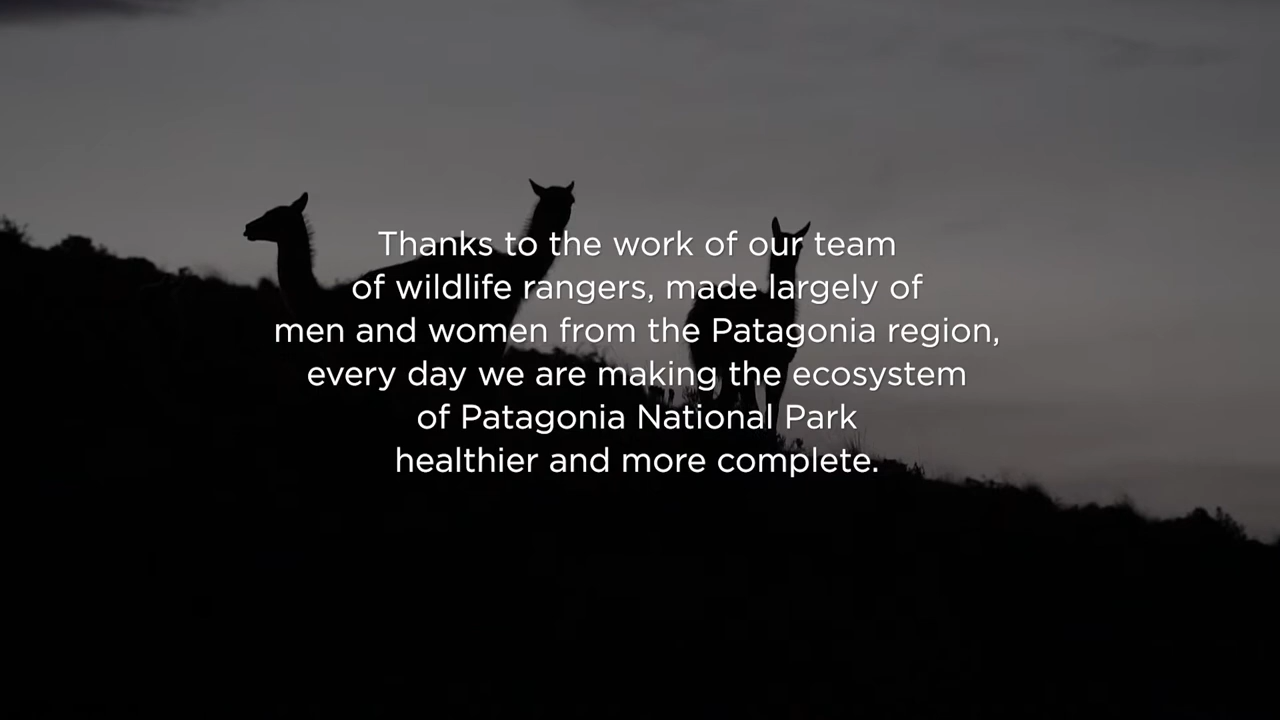 Thanks to the work of our team
of wildlife rangers, made largely of
men and women from the Patagonia region,
every day we are making the ecosystem
of Patagonia National Park
healthier and more complete.